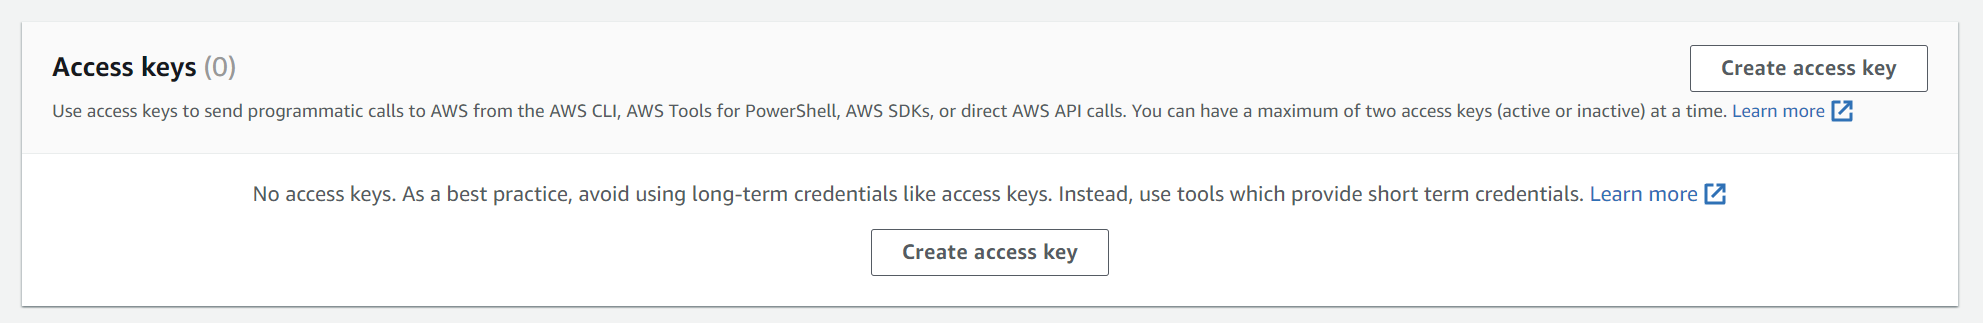 Access keys (0)
Create access key
Use access keys to send programmatic calls to AWS from the AWS CLI, AWS Tools for PowerShell, AWS SDKs, or direct AWS API calls. You can have a maximum of two access keys (active or inactive) at a time. Learn more
No access keys. As a best practice, avoid using long-term credentials like access keys. Instead, use tools which provide short term credentials. Learn more
Create access key